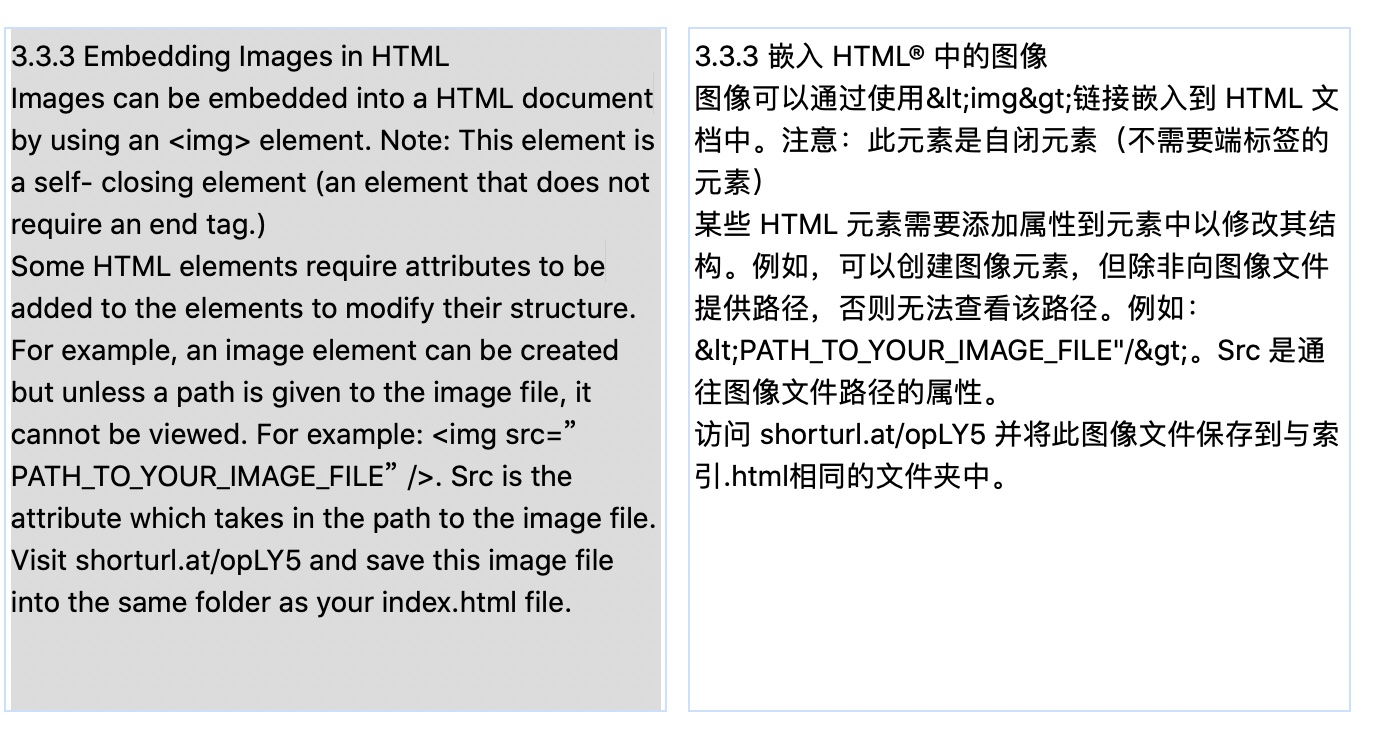 3.3.3 Embedding Images in HTML
Images can be embedded into a HTML document
by using an <img> element. Note: This element is
a self- closing element (an element that does not
require an end tag.)
Some HTML elements require attributes to be
added to the elements to modify their structure.
For example, an image element can be created
but unless a path is given to the image file, it
cannot be viewed. For example: <img src=”
PATH_TO_YOUR_IMAGE_FILE” />. Src is the
attribute which takes in the path to the image file.
Visit shorturl.at/opLY5 and save this image file
into the same folder as your index.html file.
3.3.3 嵌入 HTML® 中的图像
图像可以通过使用&lt;img&gt;链接嵌入到 HTML 文
档中。注意：此元素是自闭元素（不需要端标签的
元素）
某些 HTML 元素需要添加属性到元素中以修改其结
构。例如，可以创建图像元素，但除非向图像文件
提供路径，否则无法查看该路径。例如：
&lt;PATH_TO_YOUR_IMAGE_FILE"/&gt;。Src 是通
往图像文件路径的属性。
访问 shorturl.at/opLY5 并将此图像文件保存到与索
引.html相同的文件夹中。